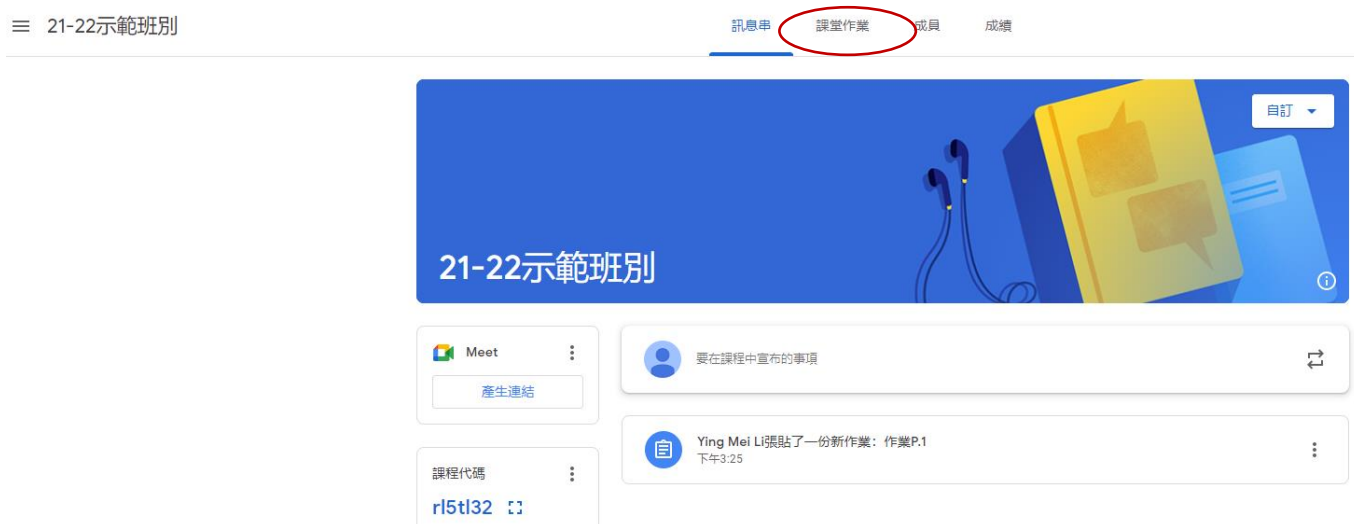 21-22示範班別
訊息串 課堂作業 成員 成績
自訂
21-22示範班別
Meet
產生連結
要在課程中宣布的事項
Ying Mei Li張貼了一份新作業：作業P.1
下午3:25
課程代碼
rl5tl32